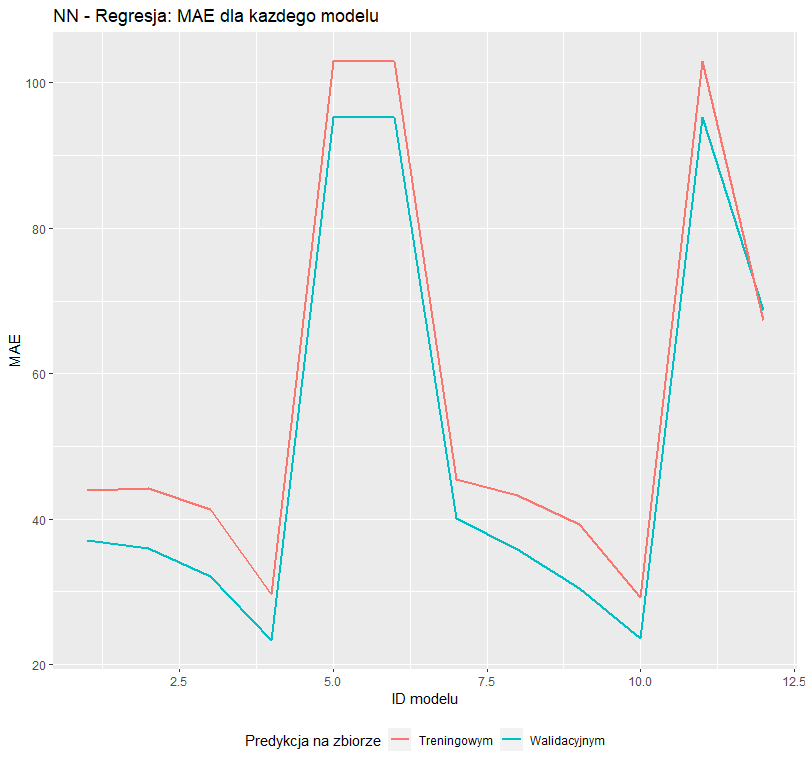 NN - Regresja: MAE dla kazdego modelu
MAE
100
80
60
40
20
2.5 5.0 7.5 10.0 12.5
ID modelu
Predykcja na zbiorze Treningowym Walidacyjnym